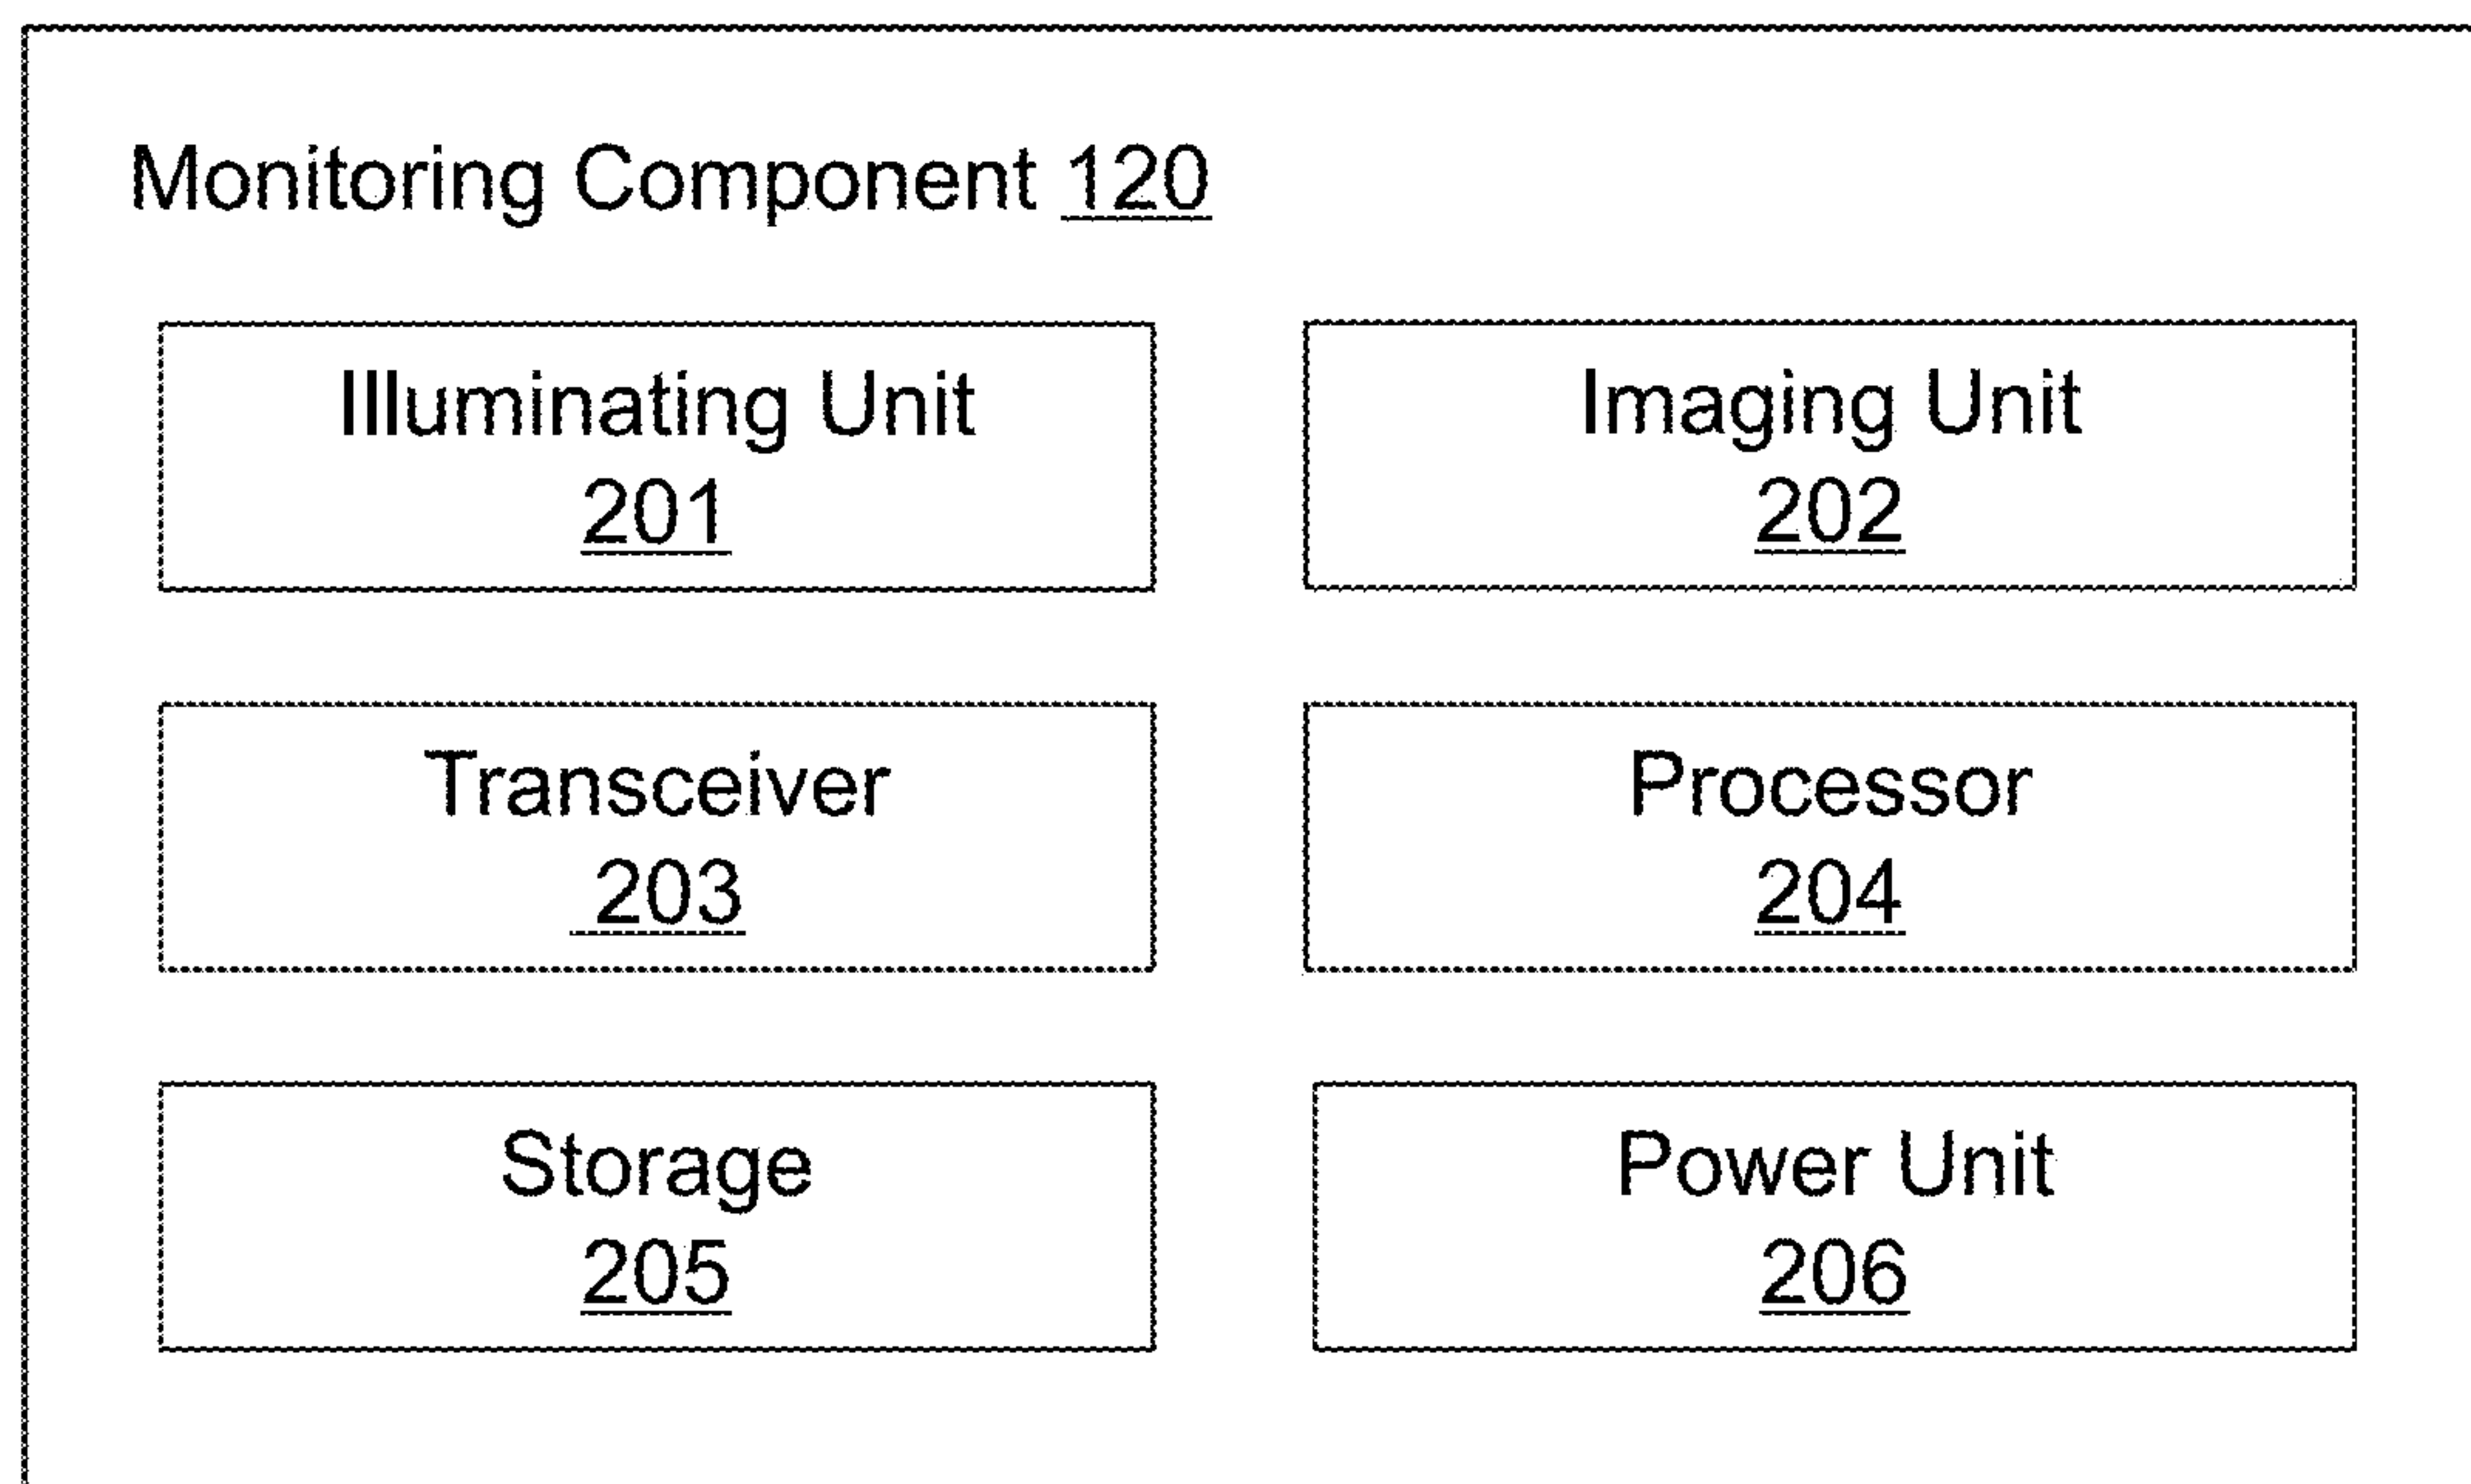 Monitoring Component 120
Illuminating Unit
201
Imaging Unit
202
Transceiver
203
Processor
204
Storage
205
Power Unit
206